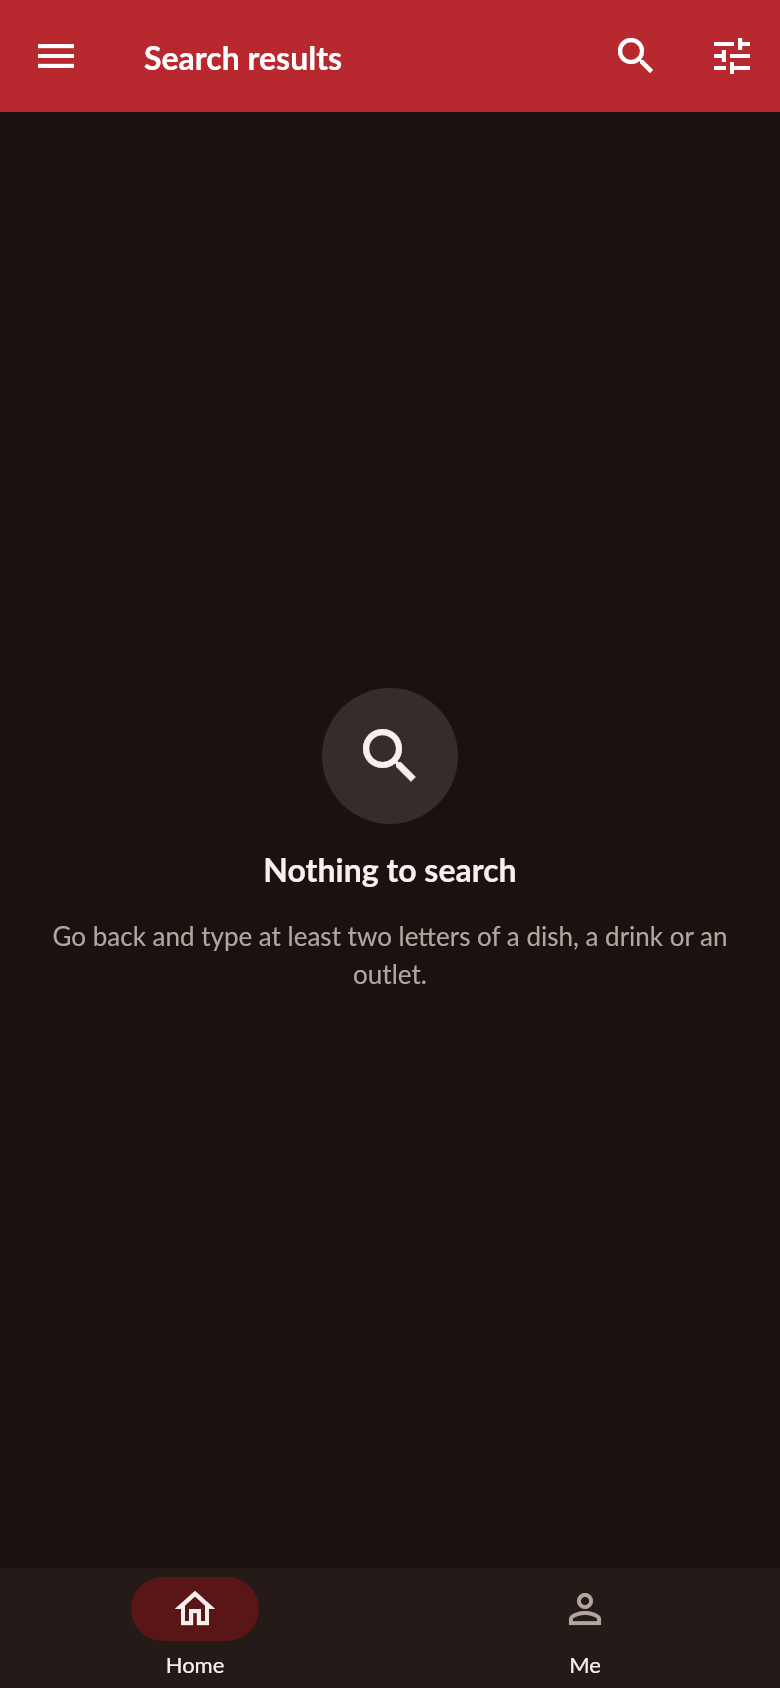 Search results
Nothing to search
Go back and type at least two letters of a dish, a drink or an
outlet.
Home
Me